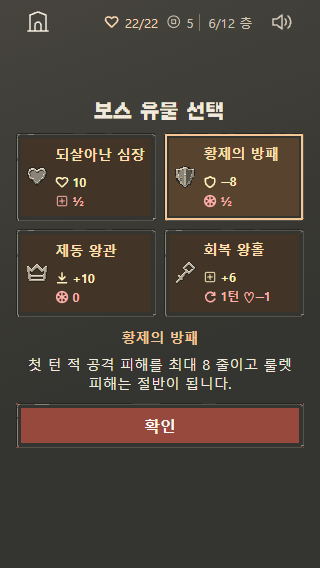 22/22 5 6/12 층
보스 유물 선택
되살아난 심장
10
½
황제의 방패
−8
½
제동 왕관
+10
0
회복 왕홀
+6
1턴 ♡−1
황제의 방패
첫 턴 적 공격 피해를 최대 8 줄이고 룰렛
피해는 절반이 됩니다.
확인